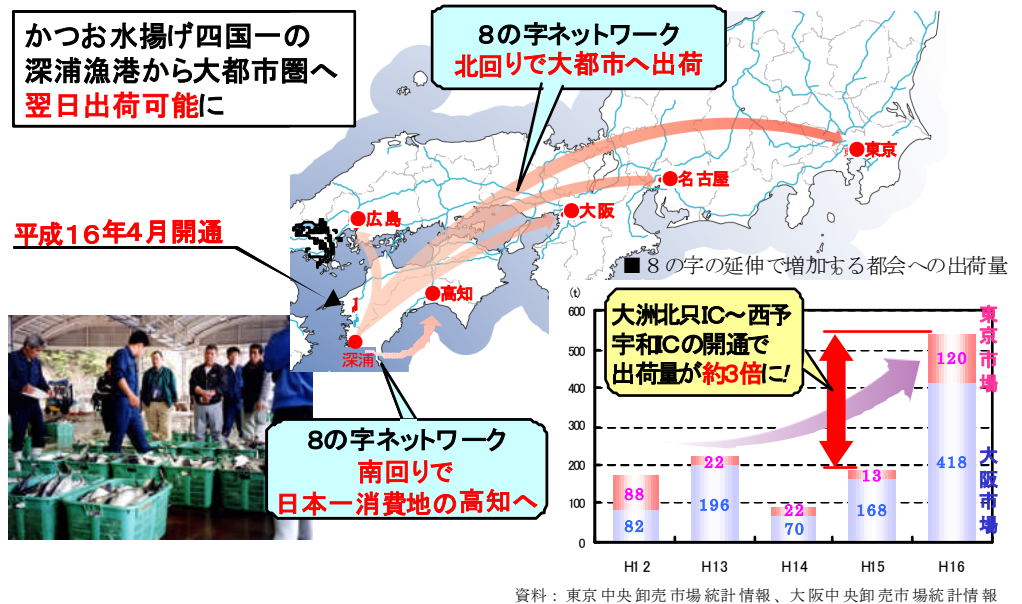 かつお水揚げ四国一の
深浦漁港から大都市圏へ
翌日出荷可能に
8の字ネットワーク
北回りで大都市へ出荷
東京
名古屋
大阪
広島
高知
深浦
平成16年4月開通
8の字ネットワーク
南回りで
日本一消費地の高知へ
■8の字の延伸で増加する都会への出荷量
(t)
大洲北只IC～西予
宇和ICの開通で
出荷量が約3倍に!
600
500
400
300
200
100
0
88
82
22
196
22
70
13
168
120
418
東京市場
大阪市場
H12 H13 H14 H15 H16
資料:東京中央卸売市場統計情報、大阪中央卸売市場統計情報